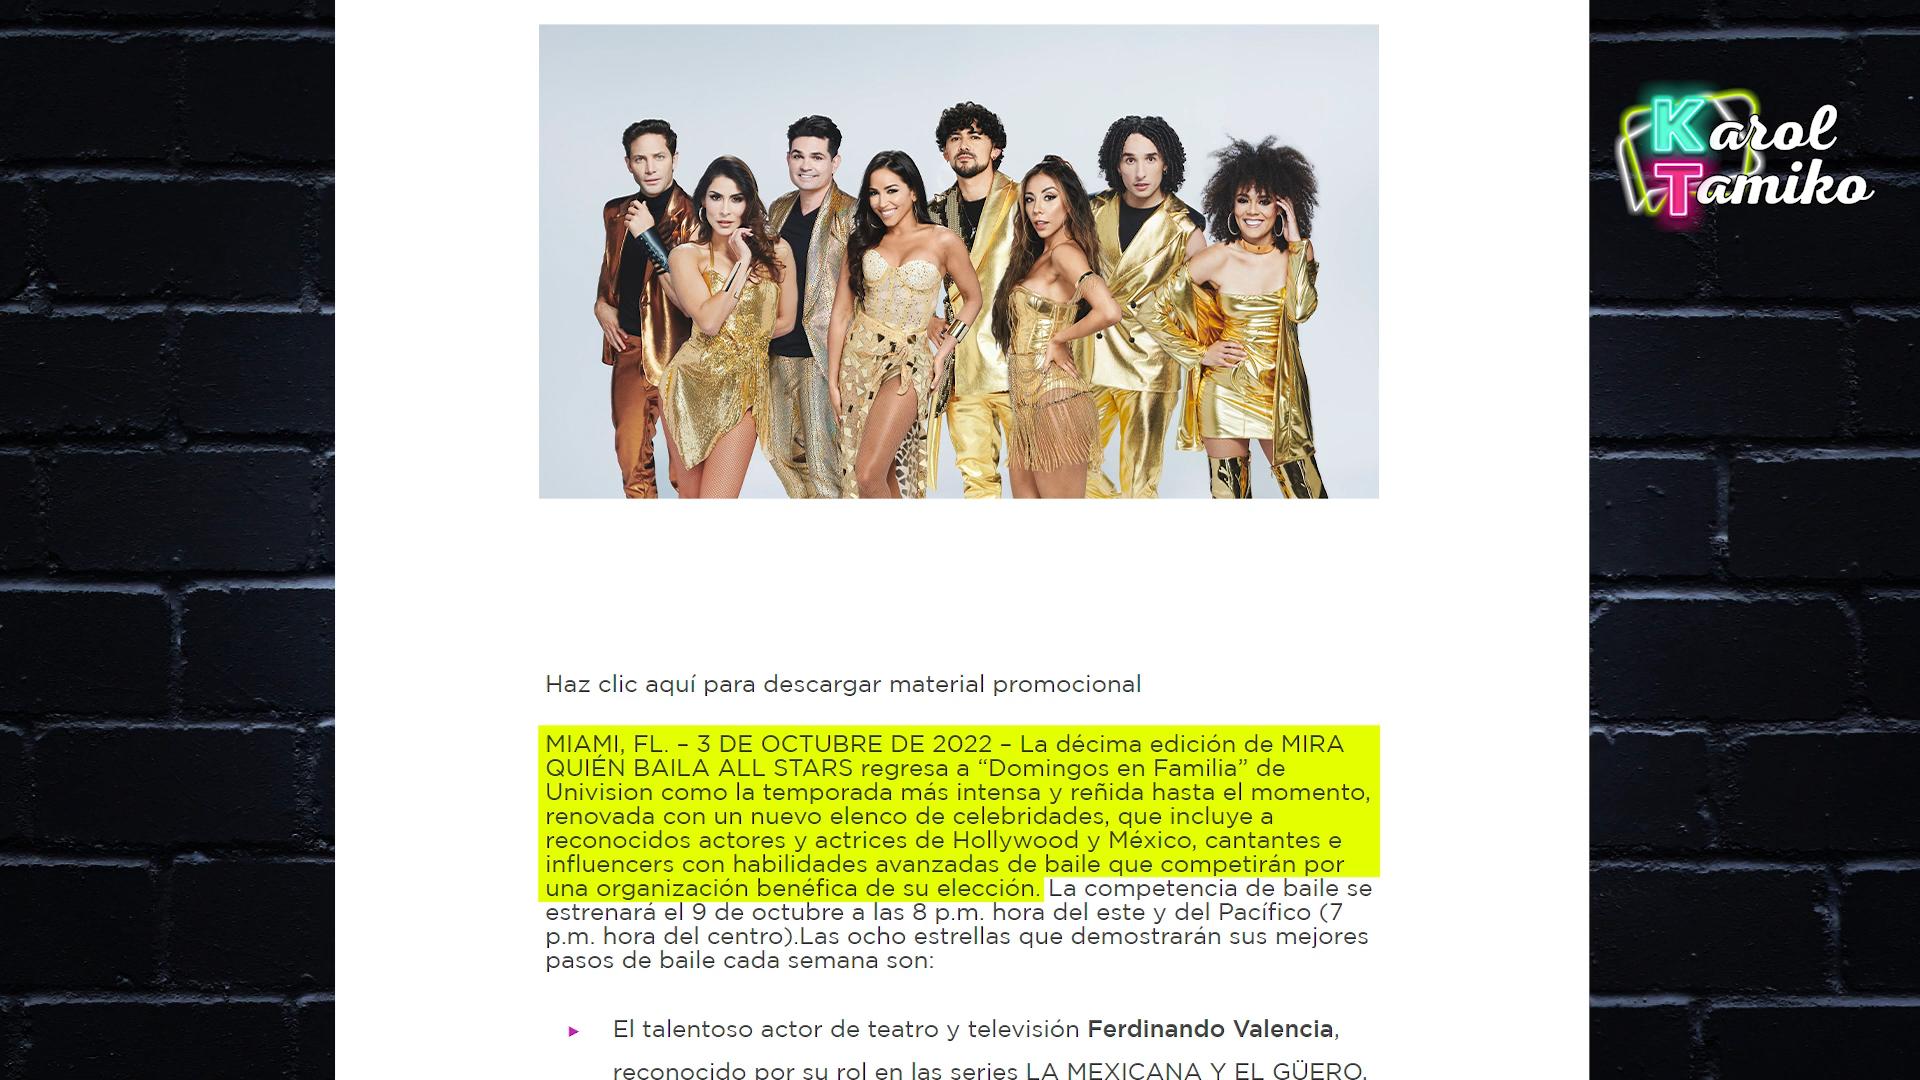 Karol
Tamiko
Haz clic aquí para descargar material promocional
MIAMI, FL. – 3 DE OCTUBRE DE 2022 – La décima edición de MIRA
QUIÉN BAILA ALL STARS regresa a “Domingos en Familia” de
Univision como la temporada más intensa y reñida hasta el momento,
renovada con un nuevo elenco de celebridades, que incluye a
reconocidos actores y actrices de Hollywood y México, cantantes e
influencers con habilidades avanzadas de baile que competirán por
una organización benéfica de su elección. La competencia de baile se
estrenará el 9 de octubre a las 8 p.m. hora del este y del Pacífico (7
p.m. hora del centro).Las ocho estrellas que demostrarán sus mejores
pasos de baile cada semana son:
El talentoso actor de teatro y televisión Ferdinando Valencia,
reconocido por su rol en las series LA MEXICANA Y EL GÜERO,